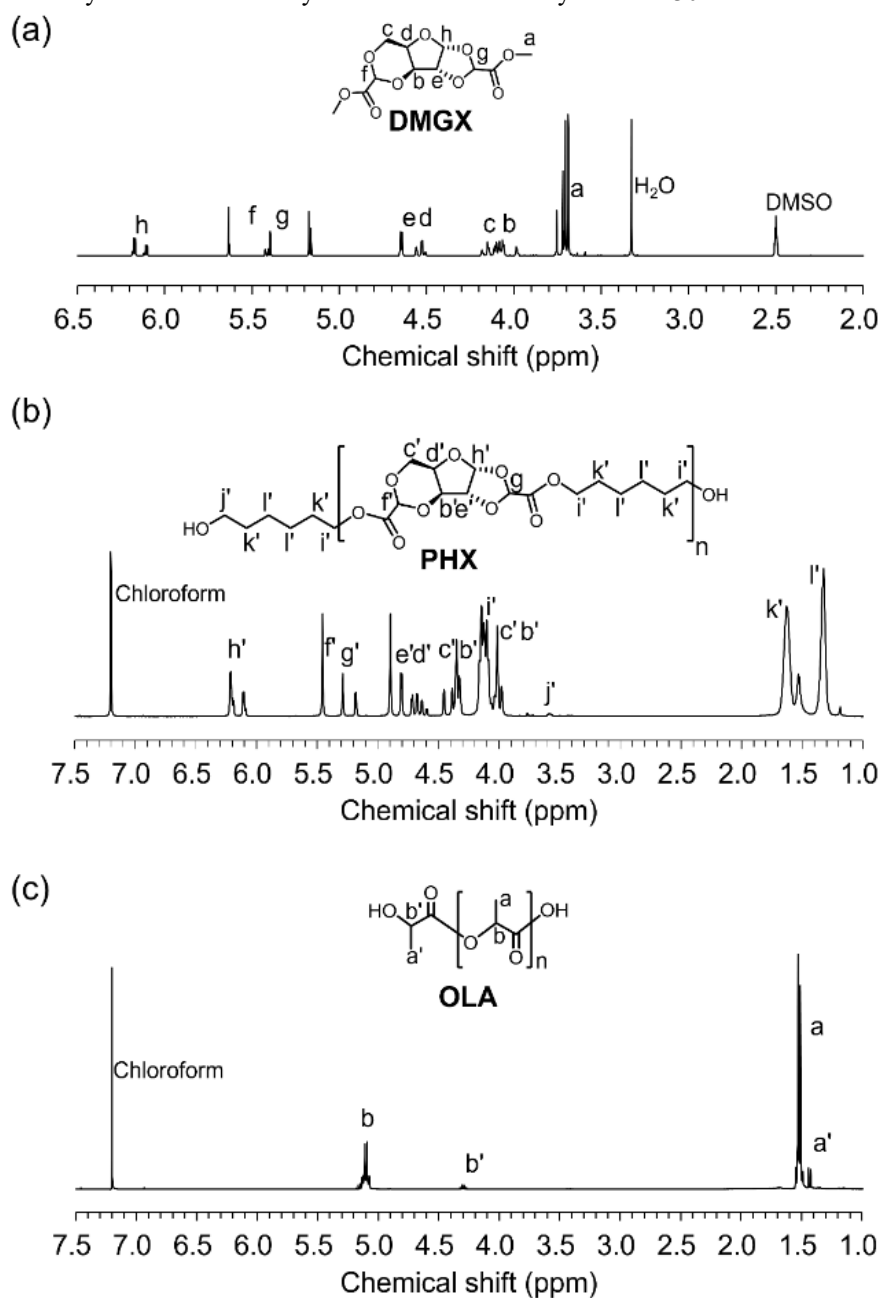 (a)
c d O h O a
O g O
f O b e O O
O O
O
DMGX
h f g e d c b a H₂O DMSO
6.5 6.0 5.5 5.0 4.5 4.0 3.5 3.0 2.5 2.0
Chemical shift (ppm)
(b)
c' d' O h' O O k' l' i'
j' l' k' O g i' l' k' OH
HO k' l' i' O f' O b' e' O O n
O
PHX
Chloroform
h' f' g' e' d' c' b' i' c' b' j' k' l'
7.5 7.0 6.5 6.0 5.5 5.0 4.5 4.0 3.5 3.0 2.5 2.0 1.5 1.0
Chemical shift (ppm)
(c)
HO b' O a OH
a' O b O n
OLA
Chloroform
b b' a a'
7.5 7.0 6.5 6.0 5.5 5.0 4.5 4.0 3.5 3.0 2.5 2.0 1.5 1.0
Chemical shift (ppm)